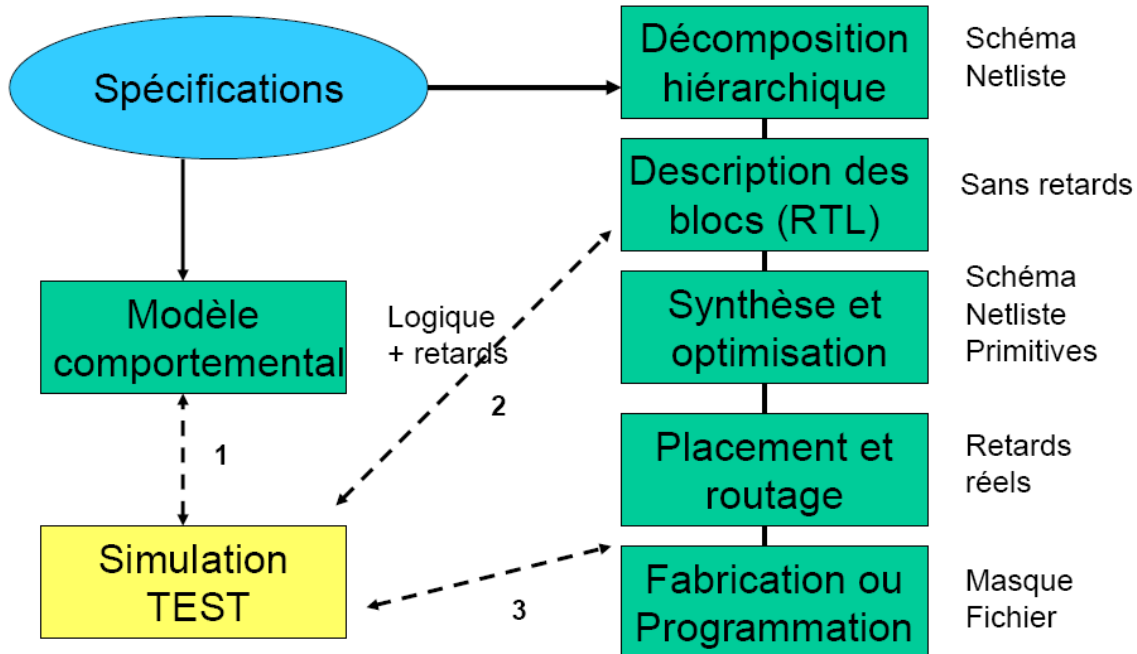 Spécifications
Décomposition
hiérarchique
Schéma
Netliste
Description des
blocs (RTL)
Sans retards
Modèle
comportemental
Logique
+ retards
Synthèse et
optimisation
Schéma
Netliste
Primitives
1
2
Placement et
routage
Retards
réels
Simulation
TEST
3
Fabrication ou
Programmation
Masque
Fichier